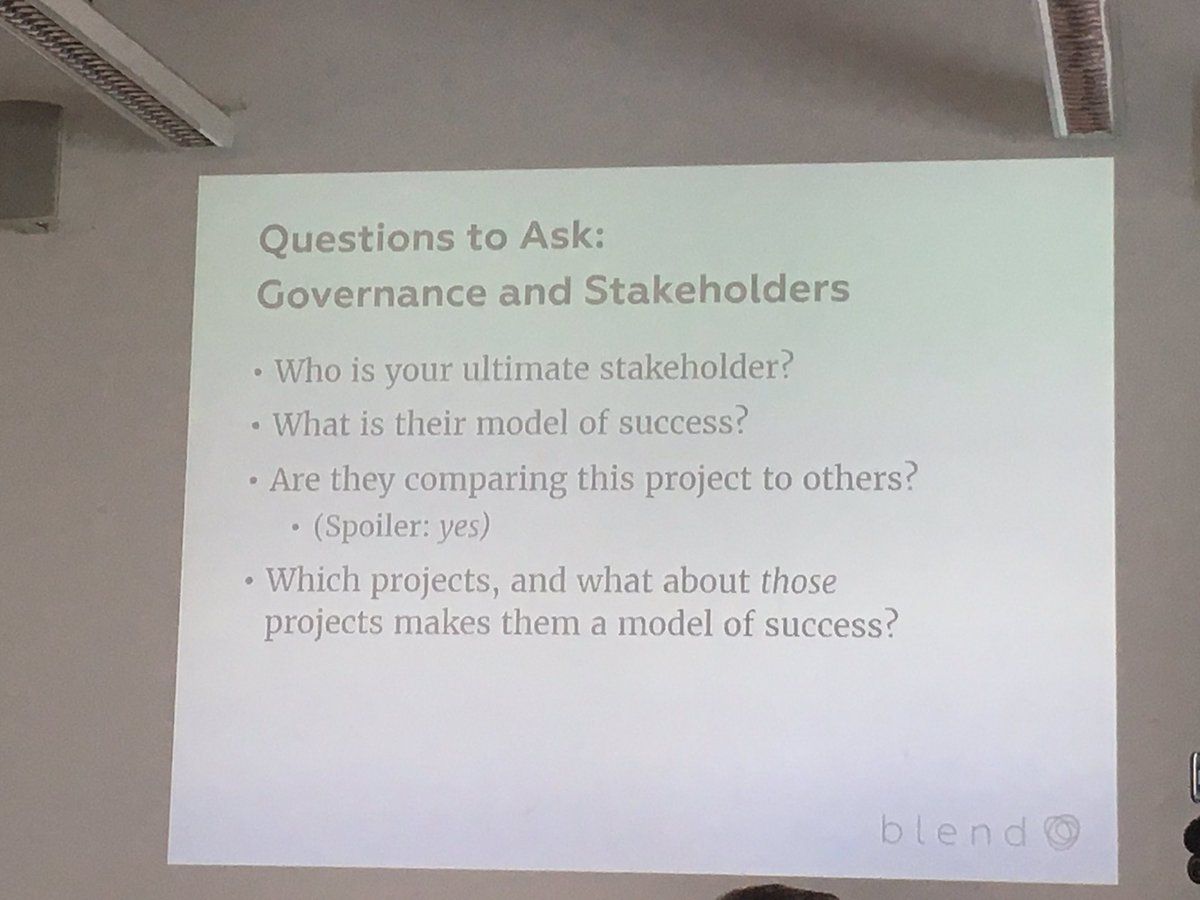 Questions to Ask:
Governance and Stakeholders
• Who is your ultimate stakeholder?
• What is their model of success?
• Are they comparing this project to others?
• (Spoiler: yes)
• Which projects, and what about those
projects makes them a model of success?
blend